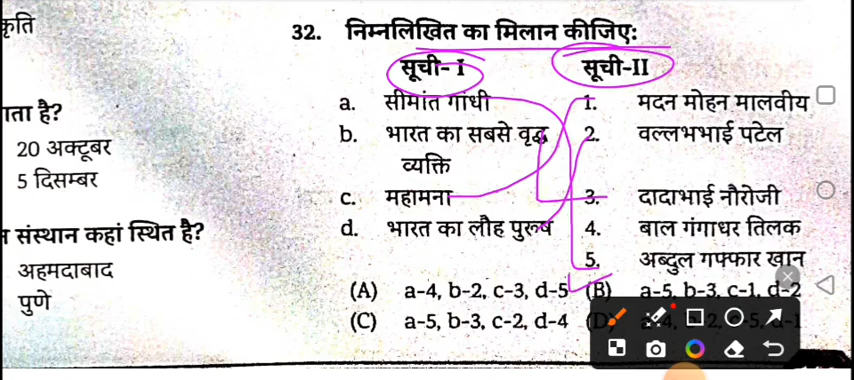 कृति
गता है?
20 अक्टूबर
5 दिसम्बर
संस्थान कहां स्थित है?
अहमदाबाद
पुणे
32. निम्नलिखित का मिलान कीजिए:
सूची- I सूची-II
a. सीमांत गांधी 1. मदन मोहन मालवीय
b. भारत का सबसे वृद्ध व्यक्ति 2. वल्लभभाई पटेल
c. महामना 3. दादाभाई नौरोजी
d. भारत का लौह पुरूष 4. बाल गंगाधर तिलक
5. अब्दुल गफ्फार खान
(A) a-4, b-2, c-3, d-5 (B) a-5, b-3, c-1, d-2
(C) a-5, b-3, c-2, d-4 (D)